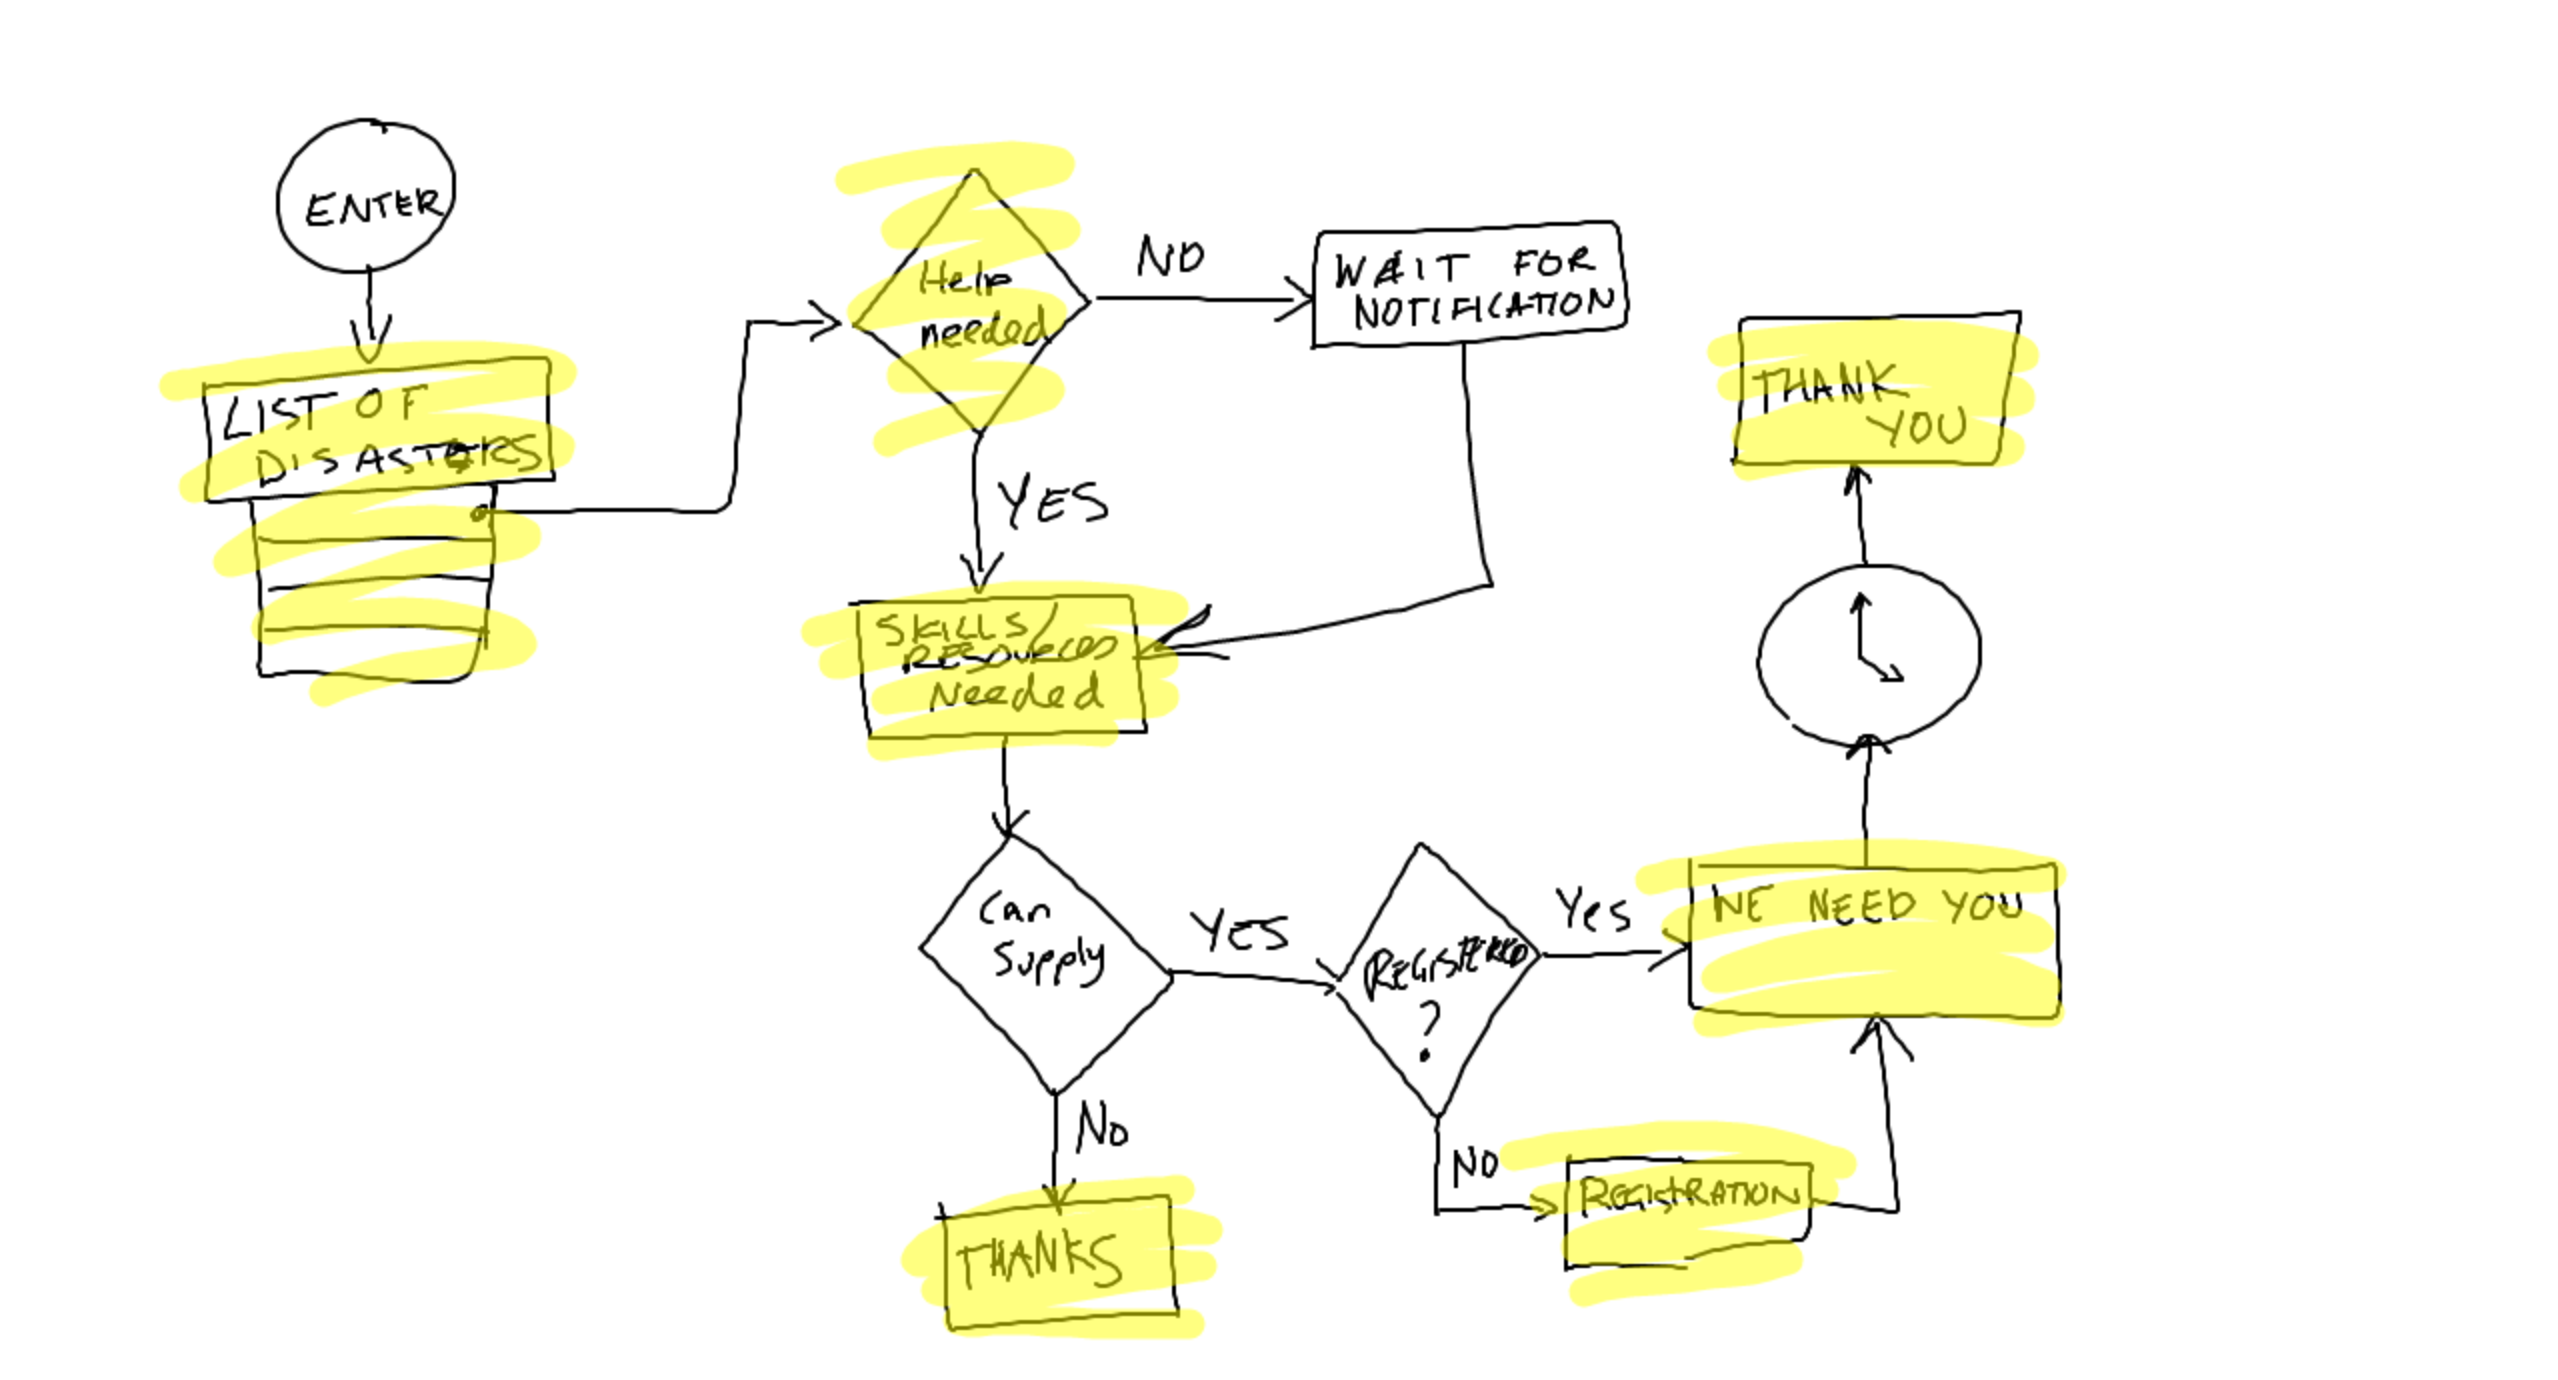 ENTER
LIST OF
DISASTERS
Help
needed
NO
WAIT FOR
NOTIFICATION
YES
SKILLS/
RESOURCES
Needed
Can
Supply
YES
REGISTERED
?
Yes
WE NEED YOU
THANK
YOU
No
THANKS
NO
REGISTRATION